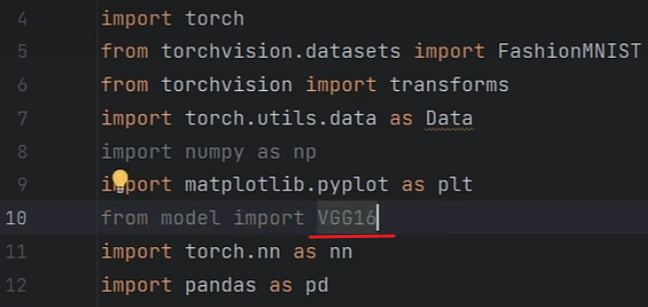 4 import torch
5 from torchvision.datasets import FashionMNIST
6 from torchvision import transforms
7 import torch.utils.data as Data
8 import numpy as np
9 import matplotlib.pyplot as plt
10 from model import VGG16
11 import torch.nn as nn
12 import pandas as pd